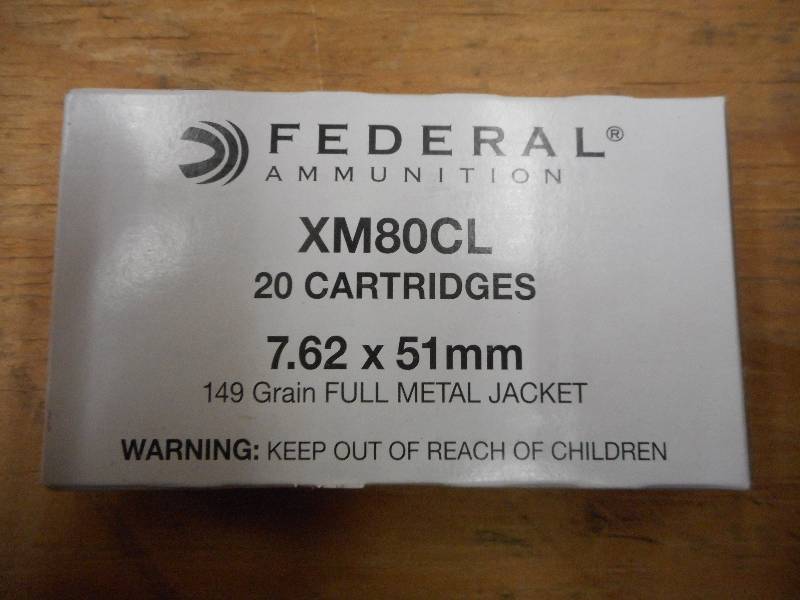 FEDERAL®
AMMUNITION
XM80CL
20 CARTRIDGES
7.62 x 51mm
149 Grain FULL METAL JACKET
WARNING: KEEP OUT OF REACH OF CHILDREN